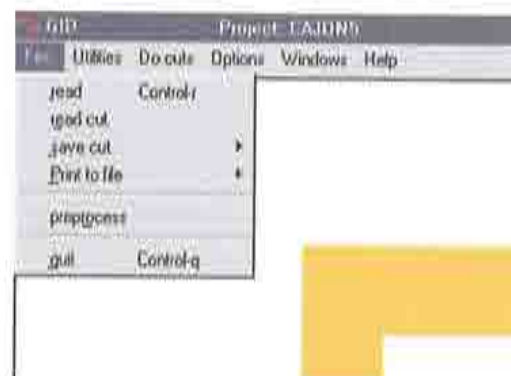 GID Project: CAJON5
Utilities Do cuts Options Windows Help
read Control-r
read cut
save cut
Print to file
preprocess
quit Control-q